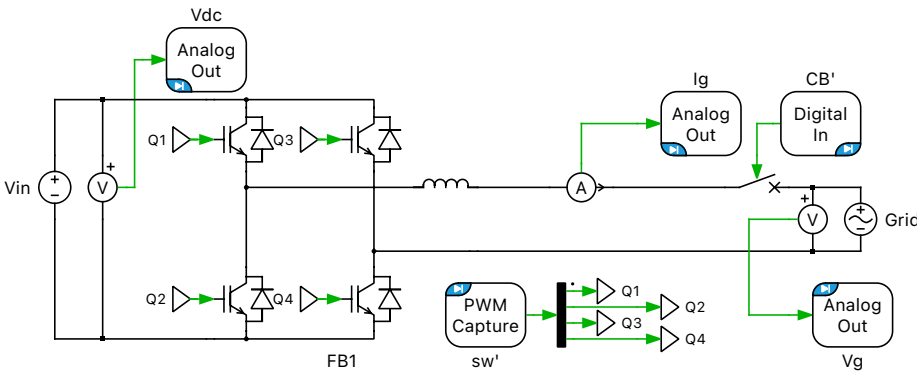 Vdc
Analog
Out
Ig
Analog
Out
CB'
Digital
In
Q1
Q3
Vin
+
−
+
V
A
+
V
+
Grid
Q2
Q4
PWM
Capture
sw'
Q1
Q2
Q3
Q4
Analog
Out
Vg
FB1